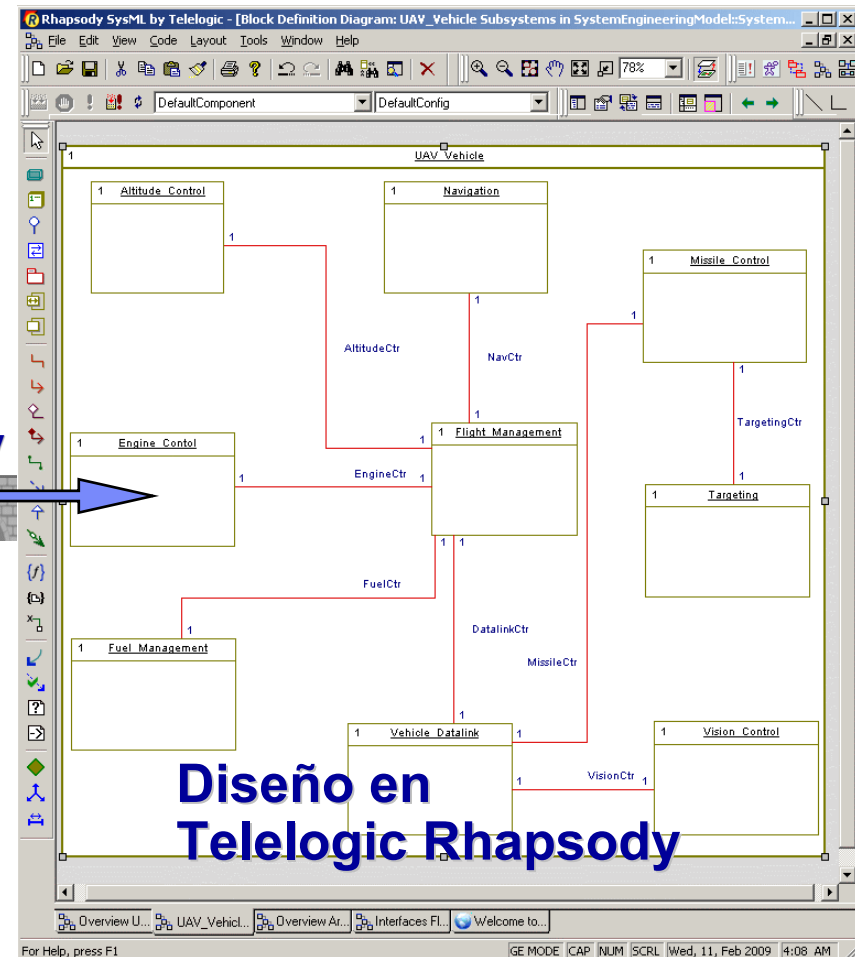 Rhapsody SysML by Telelogic - [Block Definition Diagram: UAV_Vehicle Subsystems in SystemEngineeringModel::System...
File Edit View Code Layout Tools Window Help
78%
DefaultComponent DefaultConfig
1 UAV_Vehicle
1 Altitude_Control
1 Navigation
1
1 Missile_Control
1
1
AltitudeCtr
NavCtr
1
TargetingCtr
1
1 Engine_Contol
1
1 Flight_Management
1
EngineCtr
1
1
1 Targeting
1 1
FuelCtr
1
DatalinkCtr
1 Fuel_Management
MissileCtr
1
1 Vehicle_Datalink
1
1 Vision_Control
1
VisionCtr
1
Diseño en
Telelogic Rhapsody
Overview U... UAV_Vehicl... Overview Ar... Interfaces Fl... Welcome to...
For Help, press F1
GE MODE CAP NUM SCRL Wed, 11, Feb 2009 4:08 AM